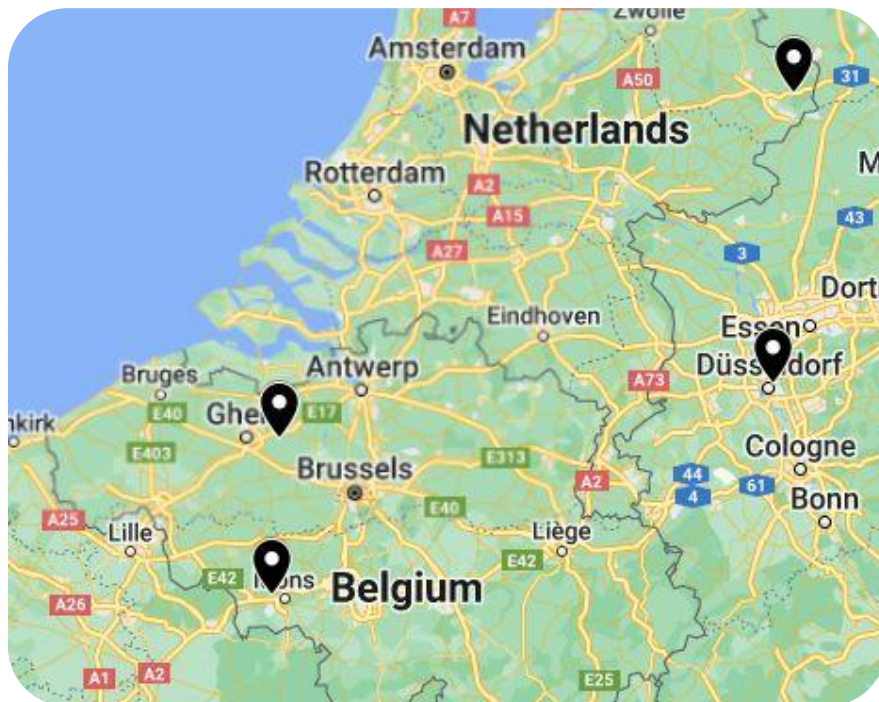 A7
Zwolle
Amsterdam
A50
31
Netherlands
Rotterdam
A2
M
A15
43
A27
3
Dort
Eindhoven
Essen
Antwerp
Düss dorf
Bruges
A73
E40
Ghe
E17
nkirk
E403
Cologne
Brussels
E313
44
A2
61
4
Bonn
E40
A25
Lille
Liège
E42
E42
ons
Belgium
A26
A1
A2
E25